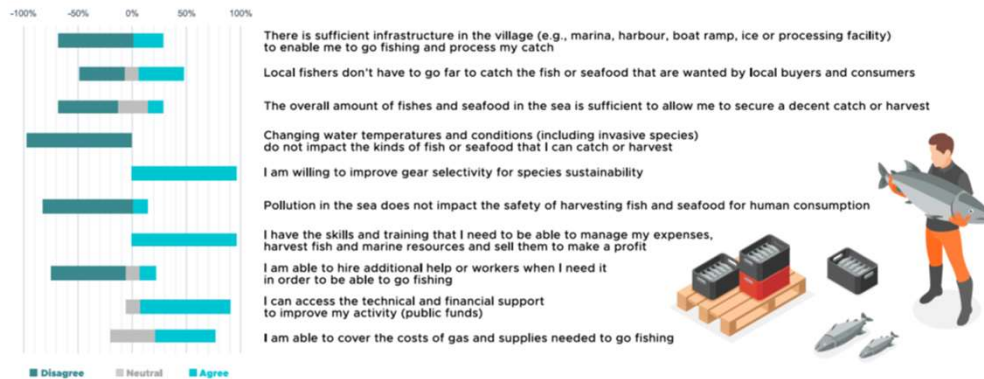 -100% -50% 0% 50% 100%
There is sufficient infrastructure in the village (e.g., marina, harbour, boat ramp, ice or processing facility)
to enable me to go fishing and process my catch
Local fishers don't have to go far to catch the fish or seafood that are wanted by local buyers and consumers
The overall amount of fishes and seafood in the sea is sufficient to allow me to secure a decent catch or harvest
Changing water temperatures and conditions (including invasive species)
do not impact the kinds of fish or seafood that I can catch or harvest
I am willing to improve gear selectivity for species sustainability
Pollution in the sea does not impact the safety of harvesting fish and seafood for human consumption
I have the skills and training that I need to be able to manage my expenses,
harvest fish and marine resources and sell them to make a profit
I am able to hire additional help or workers when I need it
in order to be able to go fishing
I can access the technical and financial support
to improve my activity (public funds)
I am able to cover the costs of gas and supplies needed to go fishing
Disagree Neutral Agree